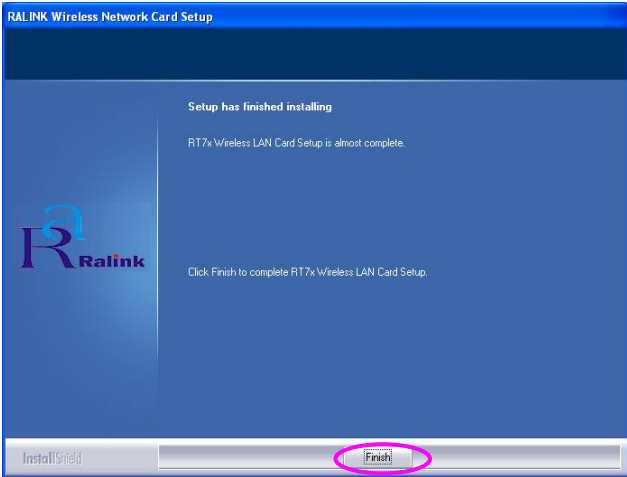 RALINK Wireless Network Card Setup
Setup has finished installing
RT7x Wireless LAN Card Setup is almost complete.
Ralink
Click Finish to complete RT7x Wireless LAN Card Setup.
InstallShield
Finish